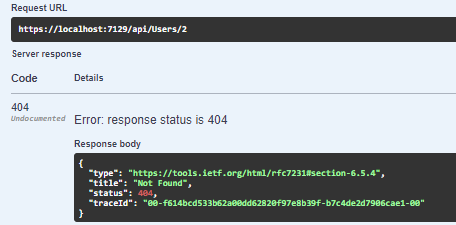 Request URL
https://localhost:7129/api/Users/2
Server response
Code Details
404
Undocumented
Error: response status is 404
Response body
{
"type": "https://tools.ietf.org/html/rfc7231#section-6.5.4",
"title": "Not Found",
"status": 404,
"traceId": "00-f614bcd533b62a00dd62820f97e8b39f-b7c4de2d7906cae1-00"
}